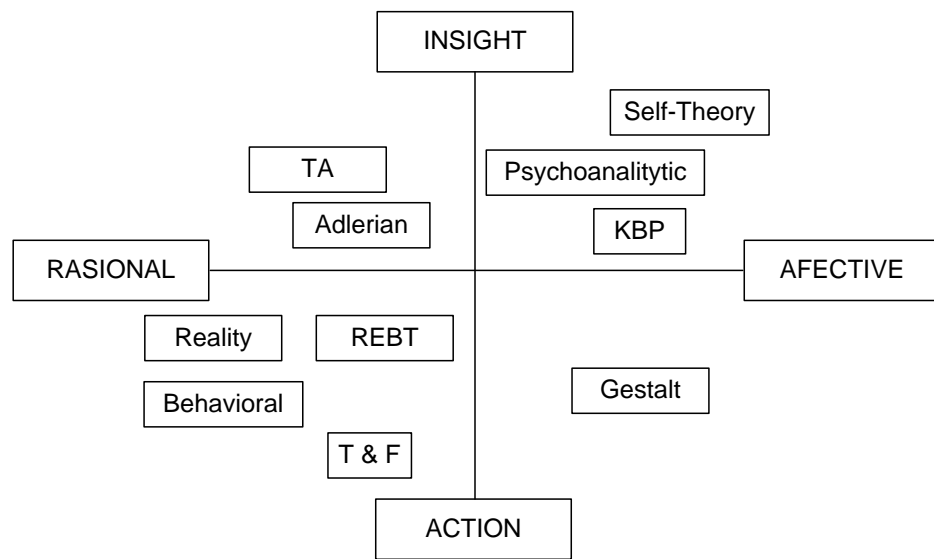 INSIGHT
Self-Theory
TA
Psychoanalitytic
Adlerian
KBP
RASIONAL
AFECTIVE
Reality
REBT
Behavioral
Gestalt
T & F
ACTION